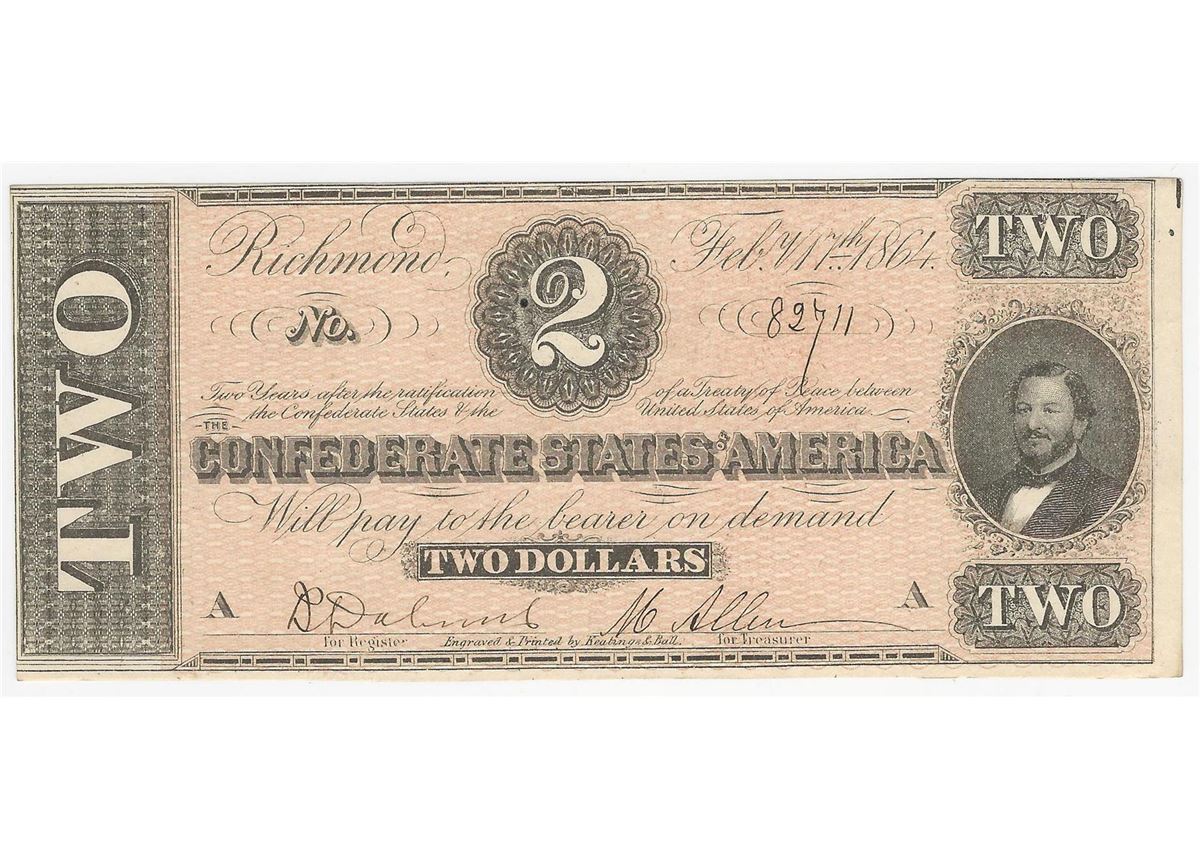 TWO
Richmond, Feb.y 17th 1864.
2
TWO
No. 82711
Two Years after the ratification of a Treaty of Peace between
the Confederate States & the United States of America.
THE
CONFEDERATE STATES of AMERICA
Will pay to the bearer on demand
TWO DOLLARS
A A
TWO
M Allen
for Register Engraved & Printed by Keatinge & Ball. for Treasurer